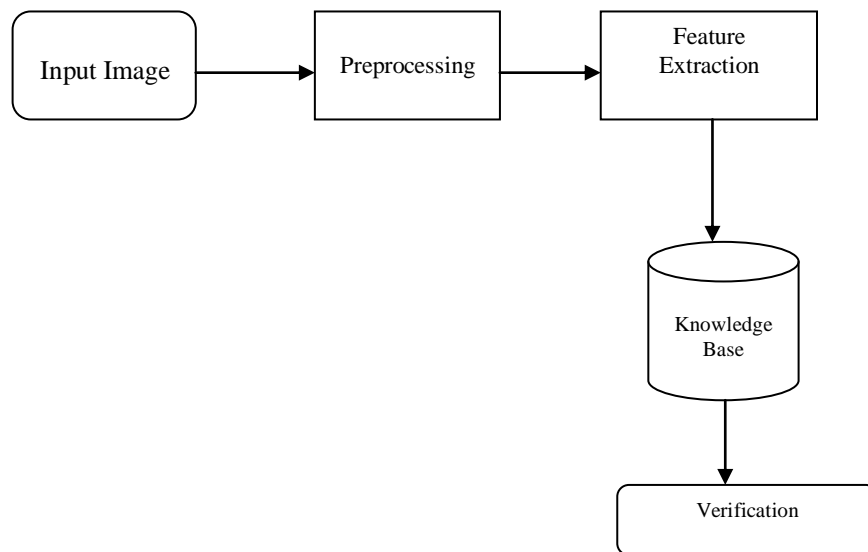 Input Image
Preprocessing
Feature
Extraction
Knowledge
Base
Verification